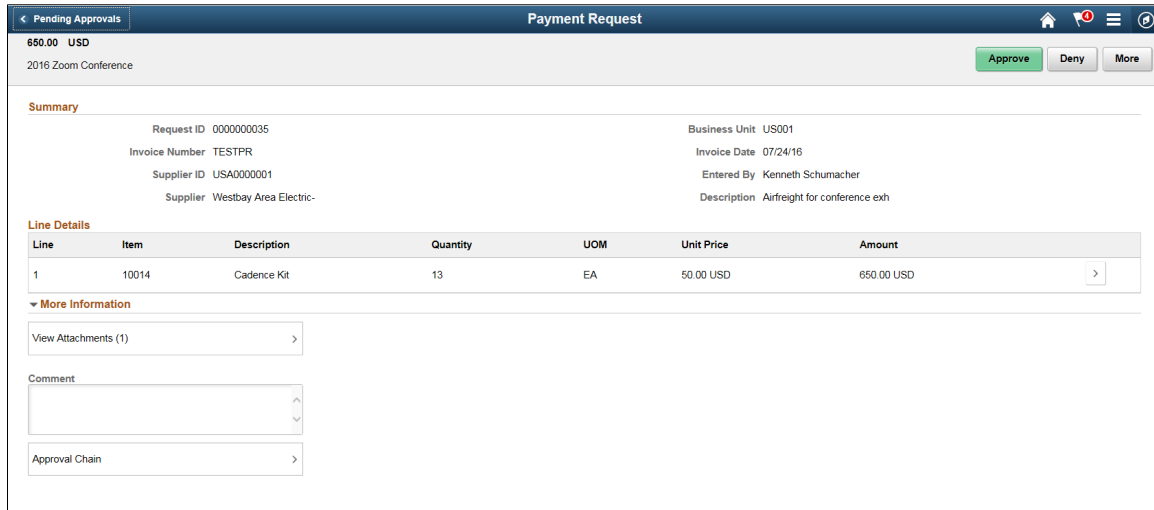 Pending Approvals
Payment Request
4
650.00 USD
2016 Zoom Conference
Approve
Deny
More
Summary
Request ID 0000000035
Business Unit US001
Invoice Number TESTPR
Invoice Date 07/24/16
Supplier ID USA0000001
Entered By Kenneth Schumacher
Supplier Westbay Area Electric-
Description Airfreight for conference exh
Line Details
Line Item Description Quantity UOM Unit Price Amount
1 10014 Cadence Kit 13 EA 50.00 USD 650.00 USD
More Information
View Attachments (1)
Comment
Approval Chain